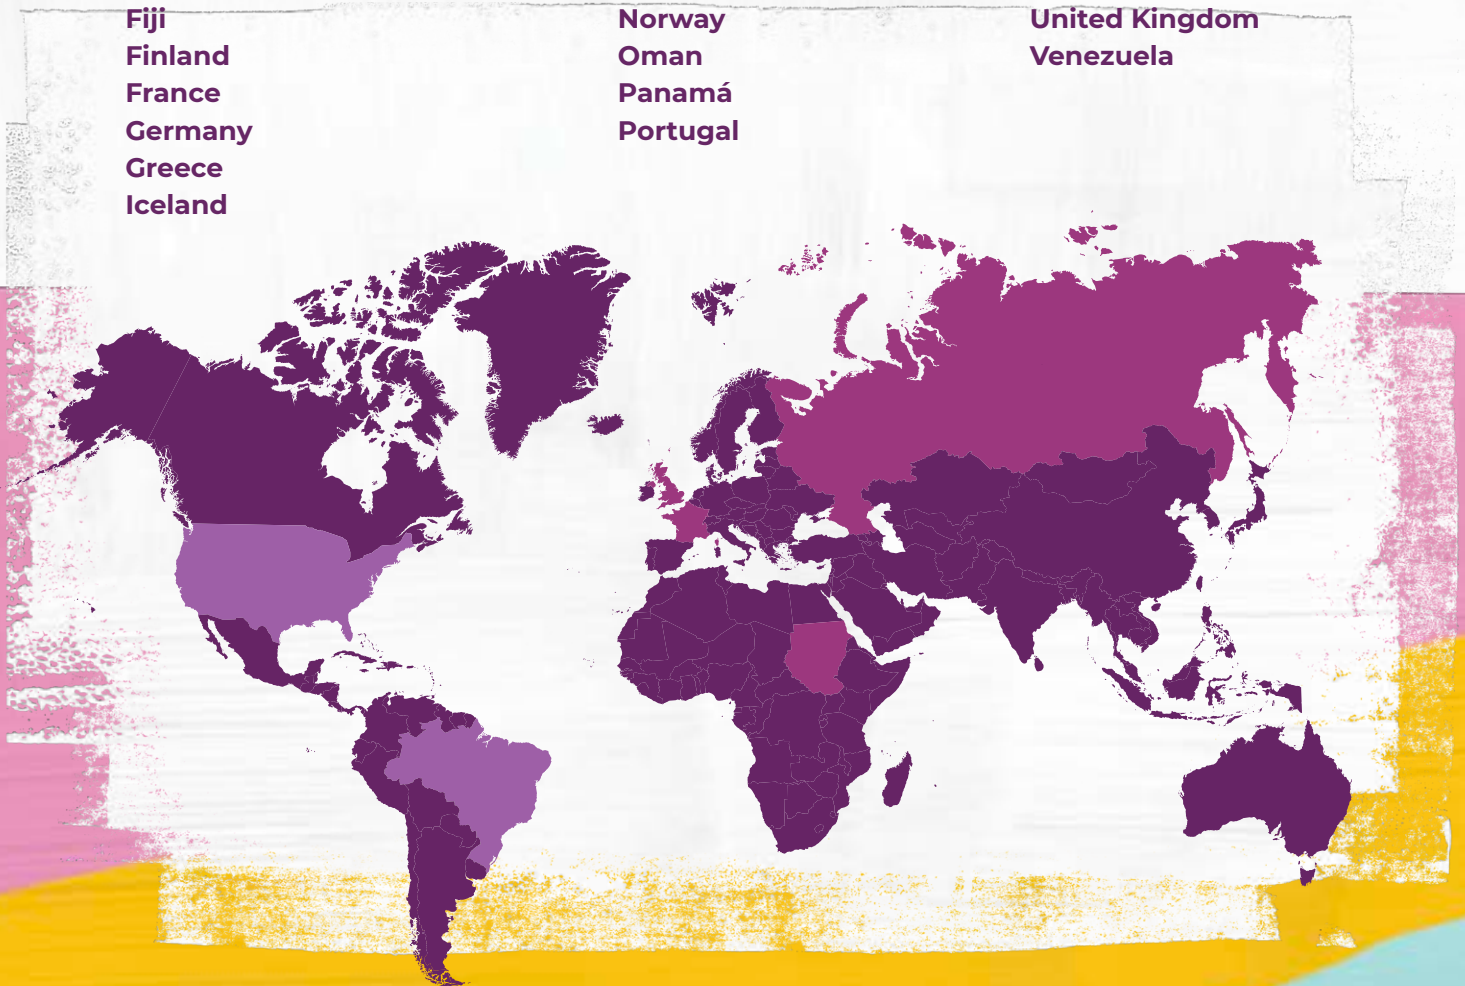 Fiji
Finland
France
Germany
Greece
Iceland
Norway
Oman
Panamá
Portugal
United Kingdom
Venezuela